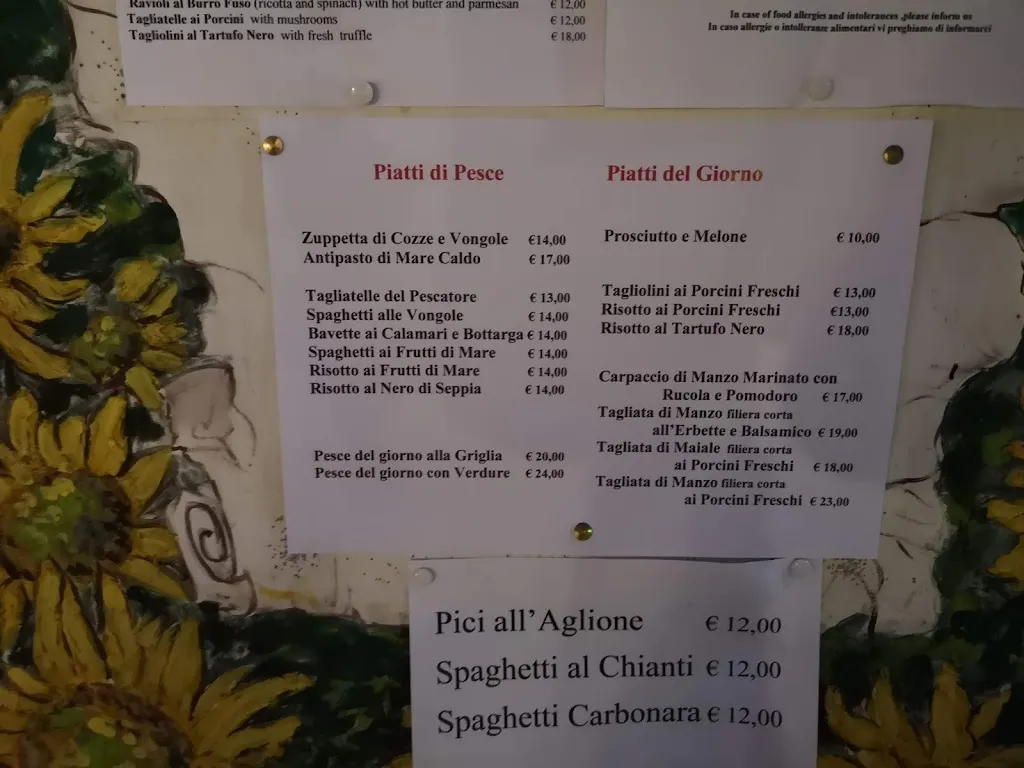 Ravioli al Burro Fuso (ricotta and spinach) with hot butter and parmesan € 12,00
Tagliatelle ai Porcini with mushrooms € 12,00
Tagliolini al Tartufo Nero with fresh truffle € 18,00
In case of food allergies and intolerances ,please inform us
In caso allergie o intolleranze alimentari vi preghiamo di informarci
Piatti di Pesce
Zuppetta di Cozze e Vongole €14,00
Antipasto di Mare Caldo € 17,00
Tagliatelle del Pescatore € 13,00
Spaghetti alle Vongole € 14,00
Bavette ai Calamari e Bottarga € 14,00
Spaghetti ai Frutti di Mare € 14,00
Risotto ai Frutti di Mare € 14,00
Risotto al Nero di Seppia € 14,00
Pesce del giorno alla Griglia € 20,00
Pesce del giorno con Verdure € 24,00
Piatti del Giorno
Prosciutto e Melone € 10,00
Tagliolini ai Porcini Freschi € 13,00
Risotto ai Porcini Freschi €13,00
Risotto al Tartufo Nero € 18,00
Carpaccio di Manzo Marinato con
Rucola e Pomodoro € 17,00
Tagliata di Manzo filiera corta
all'Erbette e Balsamico € 19,00
Tagliata di Maiale filiera corta
ai Porcini Freschi € 18,00
Tagliata di Manzo filiera corta
ai Porcini Freschi € 23,00
Pici all'Aglione € 12,00
Spaghetti al Chianti € 12,00
Spaghetti Carbonara € 12,00